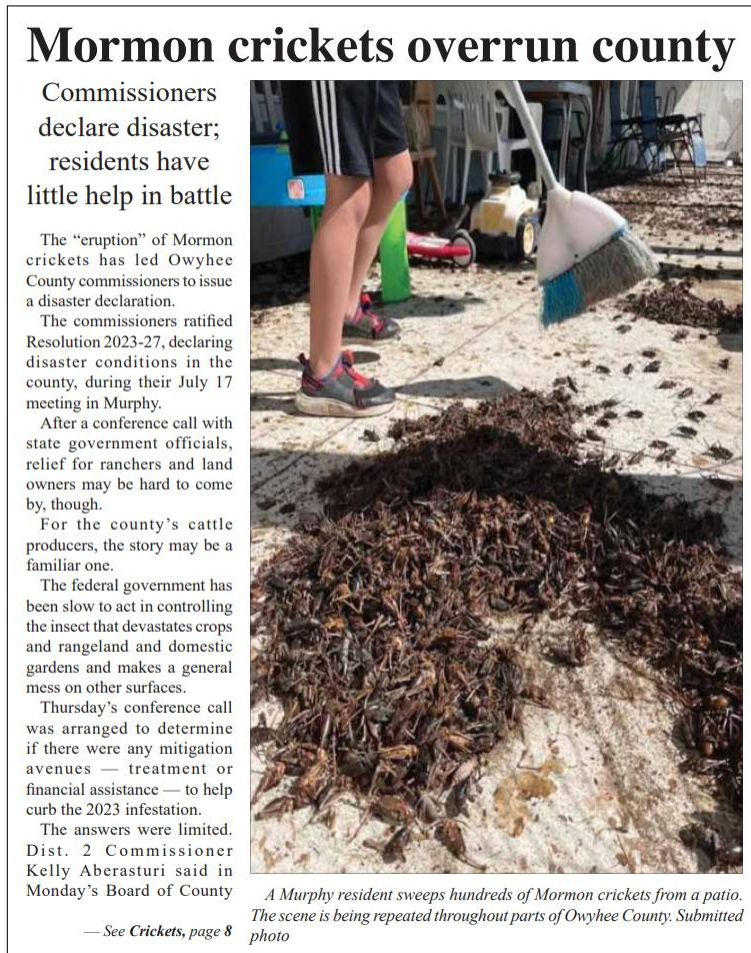 Mormon crickets overrun county
Commissioners
declare disaster;
residents have
little help in battle
The “eruption” of Mormon
crickets has led Owyhee
County commissioners to issue
a disaster declaration.
The commissioners ratified
Resolution 2023-27, declaring
disaster conditions in the
county, during their July 17
meeting in Murphy.
After a conference call with
state government officials,
relief for ranchers and land
owners may be hard to come
by, though.
For the county’s cattle
producers, the story may be a
familiar one.
The federal government has
been slow to act in controlling
the insect that devastates crops
and rangeland and domestic
gardens and makes a general
mess on other surfaces.
Thursday’s conference call
was arranged to determine
if there were any mitigation
avenues — treatment or
financial assistance — to help
curb the 2023 infestation.
The answers were limited.
Dist. 2 Commissioner
Kelly Aberasturi said in
Monday’s Board of County
— See Crickets, page 8
A Murphy resident sweeps hundreds of Mormon crickets from a patio.
The scene is being repeated throughout parts of Owyhee County. Submitted
photo